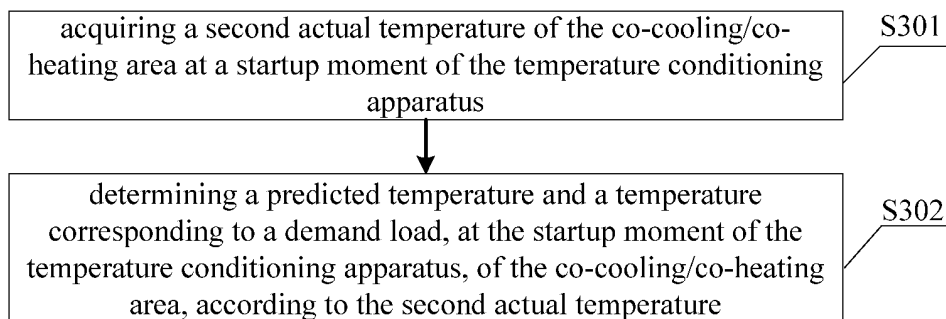 acquiring a second actual temperature of the co-cooling/co-
heating area at a startup moment of the temperature conditioning
apparatus
S301
determining a predicted temperature and a temperature
corresponding to a demand load, at the startup moment of the
temperature conditioning apparatus, of the co-cooling/co-heating
area, according to the second actual temperature
S302